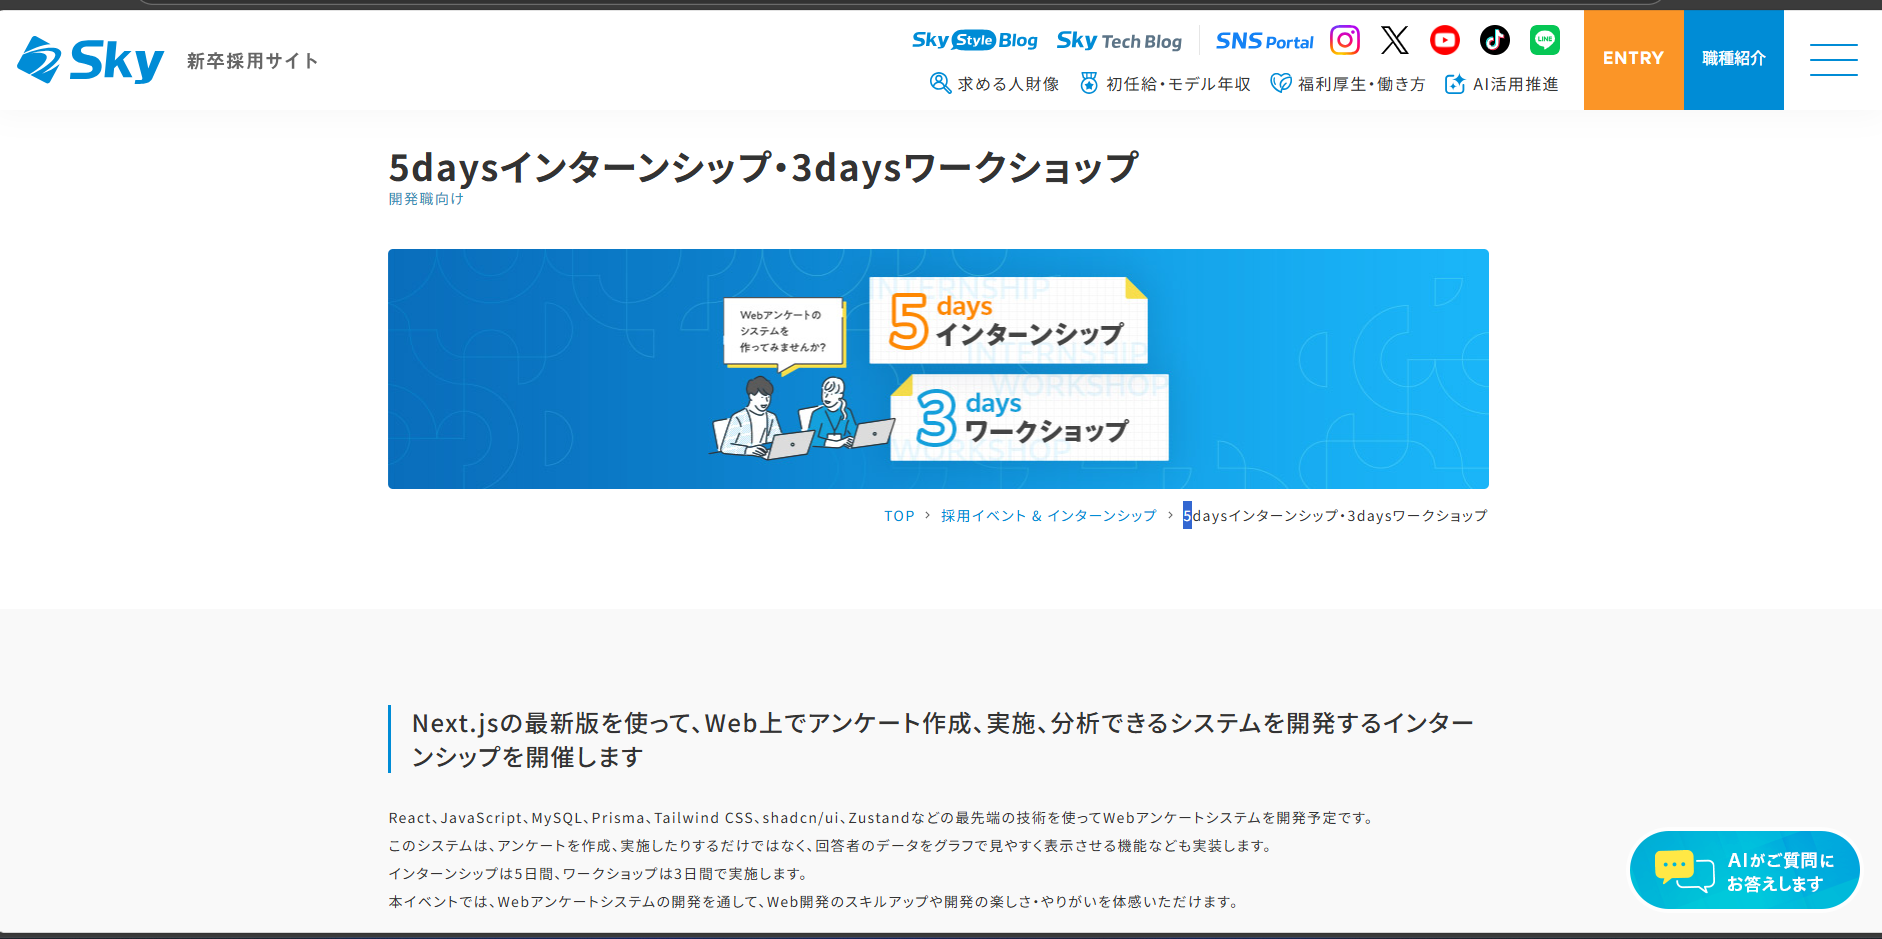 Sky 新卒採用サイト
Sky Style Blog Sky Tech Blog SNS Portal LINE
求める人財像 初任給・モデル年収 福利厚生・働き方 AI活用推進
ENTRY
職種紹介
5daysインターンシップ・3daysワークショップ
開発職向け
Webアンケートの
システムを
作ってみませんか?
INTERNSHIP
5 days
インターンシップ
INTERNSHIP
WORKSHOP
3 days
ワークショップ
WORKSHOP
TOP > 採用イベント & インターンシップ > 5daysインターンシップ・3daysワークショップ
Next.jsの最新版を使って、Web上でアンケート作成、実施、分析できるシステムを開発するインター
ンシップを開催します
React、JavaScript、MySQL、Prisma、Tailwind CSS、shadcn/ui、Zustandなどの最先端の技術を使ってWebアンケートシステムを開発予定です。
このシステムは、アンケートを作成、実施したりするだけではなく、回答者のデータをグラフで見やすく表示させる機能なども実装します。
インターンシップは5日間、ワークショップは3日間で実施します。
本イベントでは、Webアンケートシステムの開発を通して、Web開発のスキルアップや開発の楽しさ・やりがいを体感いただけます。
AIがご質問に
お答えします